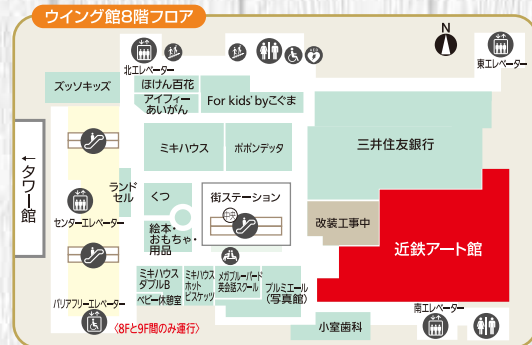 ウイング館8階フロア
N
北エレベーター
東エレベーター
ズッソキッズ
ほけん百花
アイフィー
あいがん
For kids' byこぐま
三井住友銀行
←タワー館
ミキハウス
ポポンデッタ
ランド
セル
くつ
街ステーション
センターエレベーター
絵本・
おもちゃ・
用品
改装工事中
近鉄アート館
ミキハウス
ダブルB
ベビー休憩室
ミキハウス
ホット
ビスケッツ
メガブルーバード
英会話スクール
プルミエール
(写真館)
バリアフリーエレベーター
〈8Fと9F間のみ運行〉
小室歯科
南エレベーター